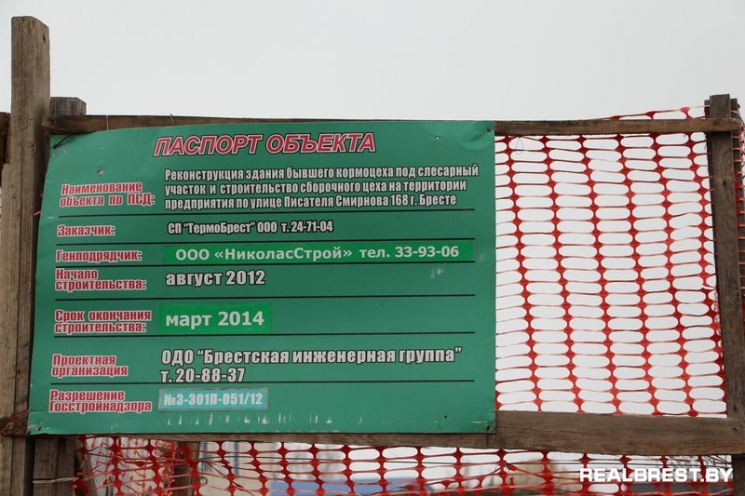 ПАСПОРТ ОБЪЕКТА
Наименование объекта по ПСД:
Реконструкция здания бывшего кормоцеха под слесарный
участок и строительство сборочного цеха на территории
предприятия по улице Писателя Смирнова 168 г. Бресте
Заказчик: СП "ТермоБрест" ООО т. 24-71-04
Генподрядчик: ООО «НиколасСтрой» тел. 33-93-06
Начало
строительства: август 2012
Срок окончания
строительства: март 2014
Проектная
организация
ОДО "Брестская инженерная группа"
т. 20-88-37
Разрешение
Госстройнадзора №3-301П-051/12
REALBREST.BY